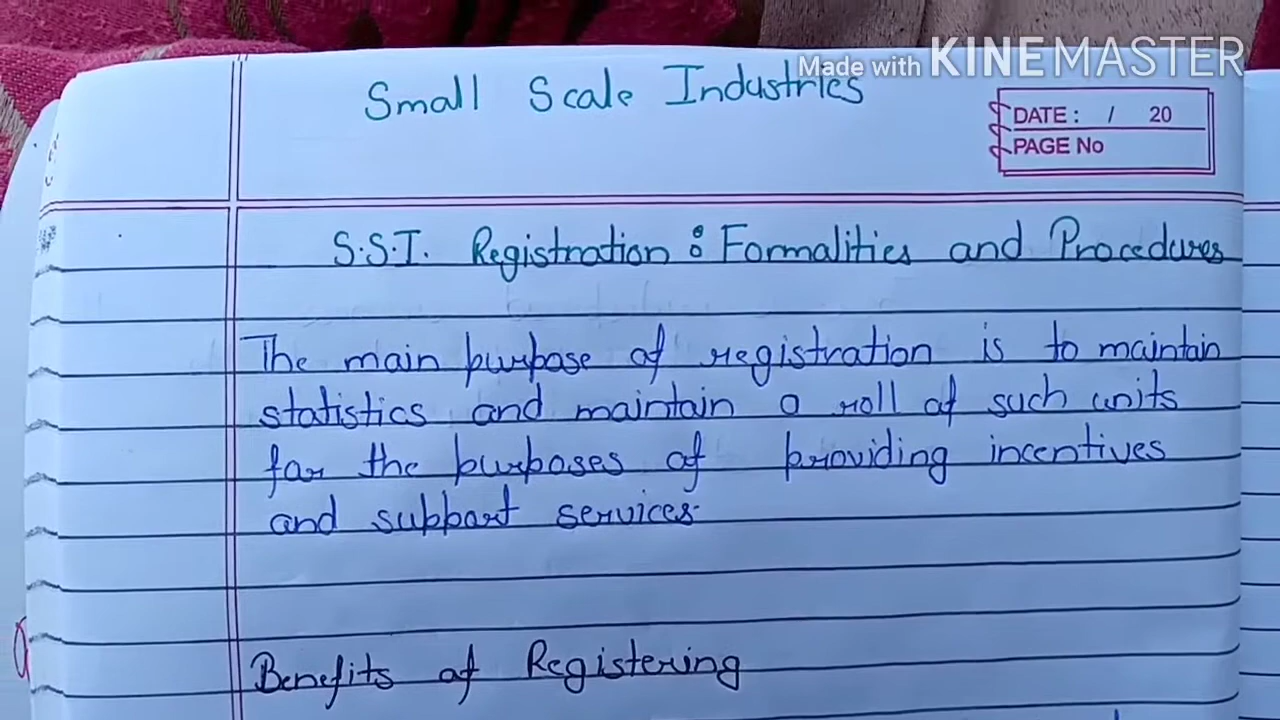 Made with KINEMASTER
Small Scale Industries
DATE : / 20
PAGE No
S.S.I. Registration : Formalities and Procedures
The main purpose of registration is to maintain
statistics and maintain a roll of such units
for the purposes of providing incentives
and support services.
Benefits of Registering